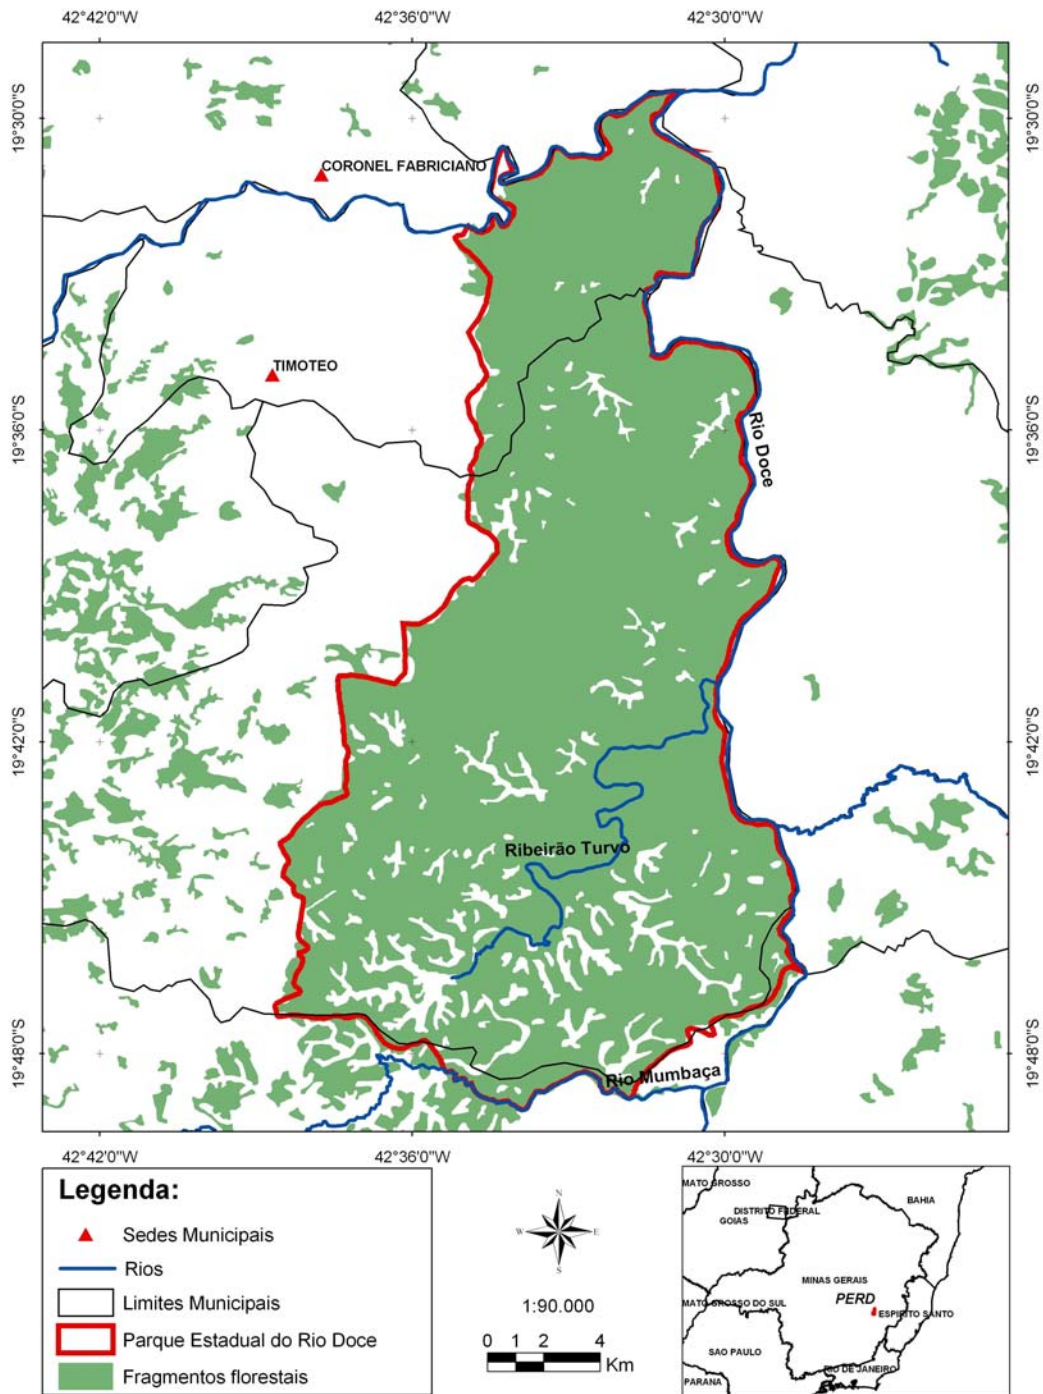 42°42'0"W 42°36'0"W 42°30'0"W
19°30'0"S 19°30'0"S
CORONEL FABRICIANO
TIMOTEO
19°36'0"S 19°36'0"S
Rio Doce
19°42'0"S 19°42'0"S
Ribeirão Turvo
19°48'0"S 19°48'0"S
Rio Mumbaça
42°42'0"W 42°36'0"W 42°30'0"W
Legenda:
Sedes Municipais
Rios
Limites Municipais
Parque Estadual do Rio Doce
Fragmentos florestais
N
W E
S
1:90.000
0 1 2 4
Km
MATO GROSSO
BAHIA
DISTRITO FEDERAL
GOIAS
MINAS GERAIS
PERD
MATO GROSSO DO SUL
ESPIRITO SANTO
SAO PAULO
RIO DE JANEIRO
PARANA